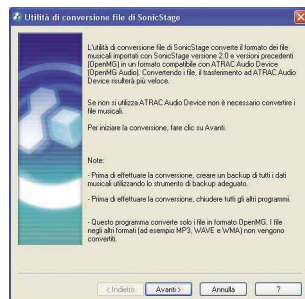 Utilità di conversione file di SonicStage
L'utilità di conversione file di SonicStage converte il formato dei file
musicali importati con SonicStage versione 2.0 e versioni precedenti
(OpenMG) in un formato compatibile con ATRAC Audio Device
(OpenMG Audio). Convertendo i file, il trasferimento ad ATRAC Audio
Device risulterà più veloce.
Se non si utilizza ATRAC Audio Device non è necessario convertire i
file musicali.
Per iniziare la conversione, fare clic su Avanti.
Note:
- Prima di effettuare la conversione, creare un backup di tutti i dati
musicali utilizzando lo strumento di backup adeguato.
- Prima di effettuare la conversione, chiudere tutti gli altri programmi.
- Questo programma converte solo i file in formato OpenMG. I file
negli altri formati (ad esempio MP3, WAVE e WMA) non vengono
convertiti.
< Indietro Avanti > Annulla ?